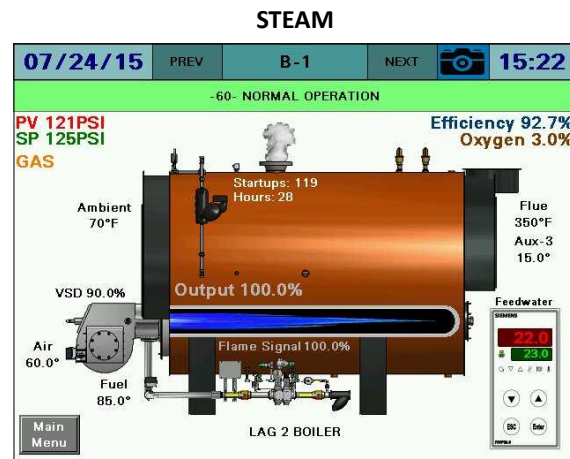 STEAM
07/24/15 PREV B-1 NEXT 15:22
-60- NORMAL OPERATION
PV 121PSI
SP 125PSI
GAS
Efficiency 92.7%
Oxygen 3.0%
Startups: 119
Hours: 28
Ambient
70°F
Flue
350°F
Aux-3
15.0°
Output 100.0%
VSD 90.0%
Feedwater
SIEMENS
22.0
23.0
Air
60.0°
Flame Signal 100.0%
Fuel
85.0°
ESC Enter
Main
Menu
LAG 2 BOILER